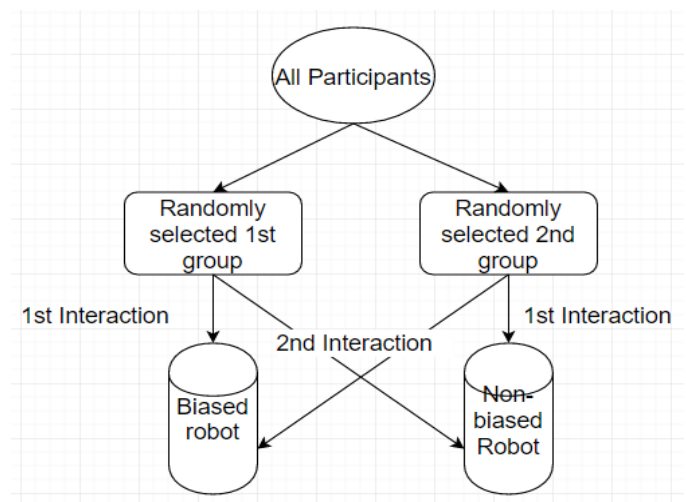 All Participants
Randomly
selected 1st
group
Randomly
selected 2nd
group
1st Interaction
1st Interaction
2nd Interaction
Biased
robot
Non-
biased
Robot